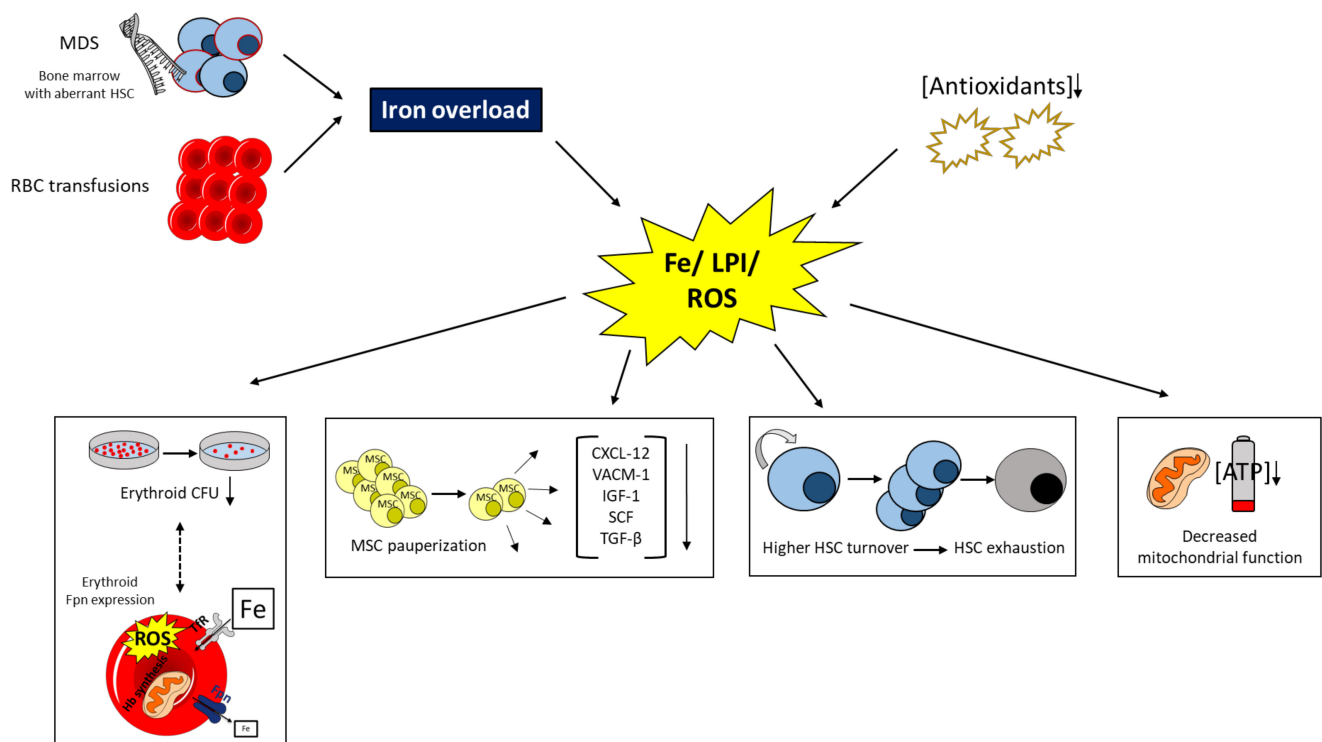 MDS
Bone marrow
with aberrant HSC
RBC transfusions
Iron overload
[Antioxidants]↓
Fe/ LPI/
ROS
Erythroid CFU ↓
Erythroid
Fpn expression
Fe
TfR
ROS
Hb synthesis
Fpn
Fe
MSC
MSC
MSC
MSC
MSC
MSC
MSC
MSC
MSC pauperization
CXCL-12
VACM-1
IGF-1
SCF
TGF-β
Higher HSC turnover → HSC exhaustion
[ATP]↓
Decreased
mitochondrial function